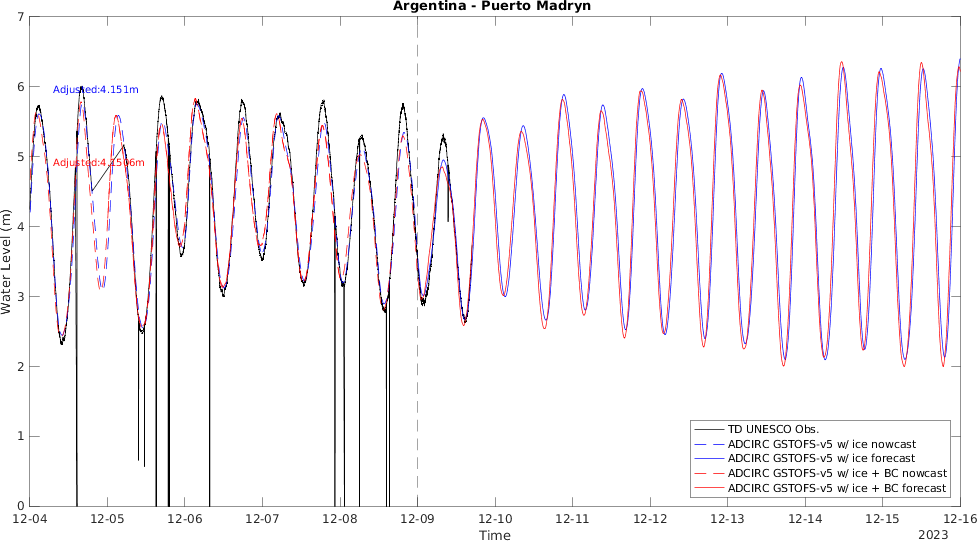 Argentina - Puerto Madryn
7
6
5
4
3
2
1
0
Water Level (m)
Adjusted:4.151m
Adjusted:4.1506m
TD UNESCO Obs.
ADCIRC GSTOFS-v5 w/ ice nowcast
ADCIRC GSTOFS-v5 w/ ice forecast
ADCIRC GSTOFS-v5 w/ ice + BC nowcast
ADCIRC GSTOFS-v5 w/ ice + BC forecast
12-04 12-05 12-06 12-07 12-08 12-09 12-10 12-11 12-12 12-13 12-14 12-15 12-16
Time
2023